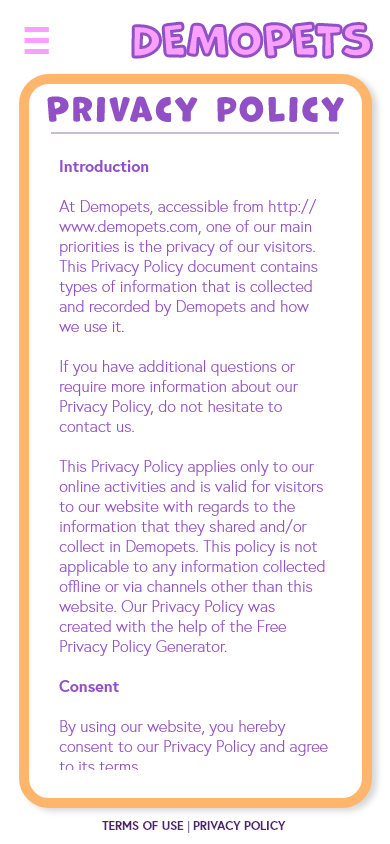 DEMOPETS
PRIVACY POLICY
Introduction
At Demopets, accessible from http://
www.demopets.com, one of our main
priorities is the privacy of our visitors.
This Privacy Policy document contains
types of information that is collected
and recorded by Demopets and how
we use it.
If you have additional questions or
require more information about our
Privacy Policy, do not hesitate to
contact us.
This Privacy Policy applies only to our
online activities and is valid for visitors
to our website with regards to the
information that they shared and/or
collect in Demopets. This policy is not
applicable to any information collected
offline or via channels other than this
website. Our Privacy Policy was
created with the help of the Free
Privacy Policy Generator.
Consent
By using our website, you hereby
consent to our Privacy Policy and agree
to its terms
TERMS OF USE | PRIVACY POLICY